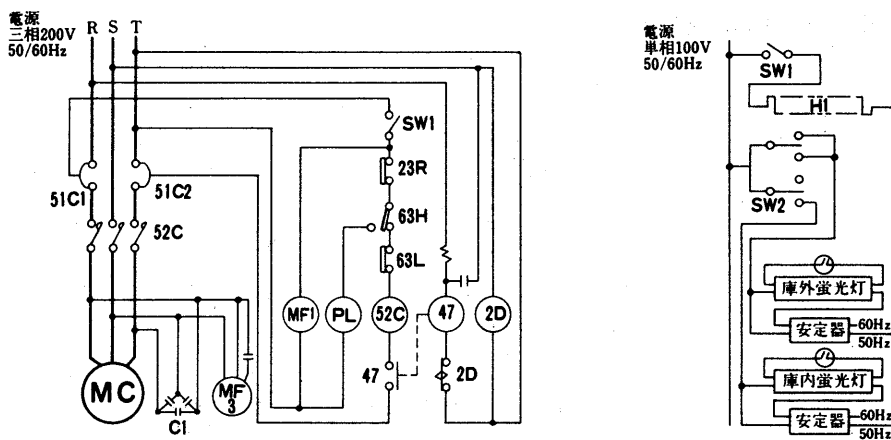 電源
三相200V
50/60Hz
R S T
51C1
51C2
52C
MC
C1
MF
3
SW1
23R
63H
63L
MF1
PL
52C
47
2D
47
2D
電源
単相100V
50/60Hz
SW1
H1
SW2
庫外蛍光灯
安定器
60Hz
50Hz
庫内蛍光灯
安定器
60Hz
50Hz